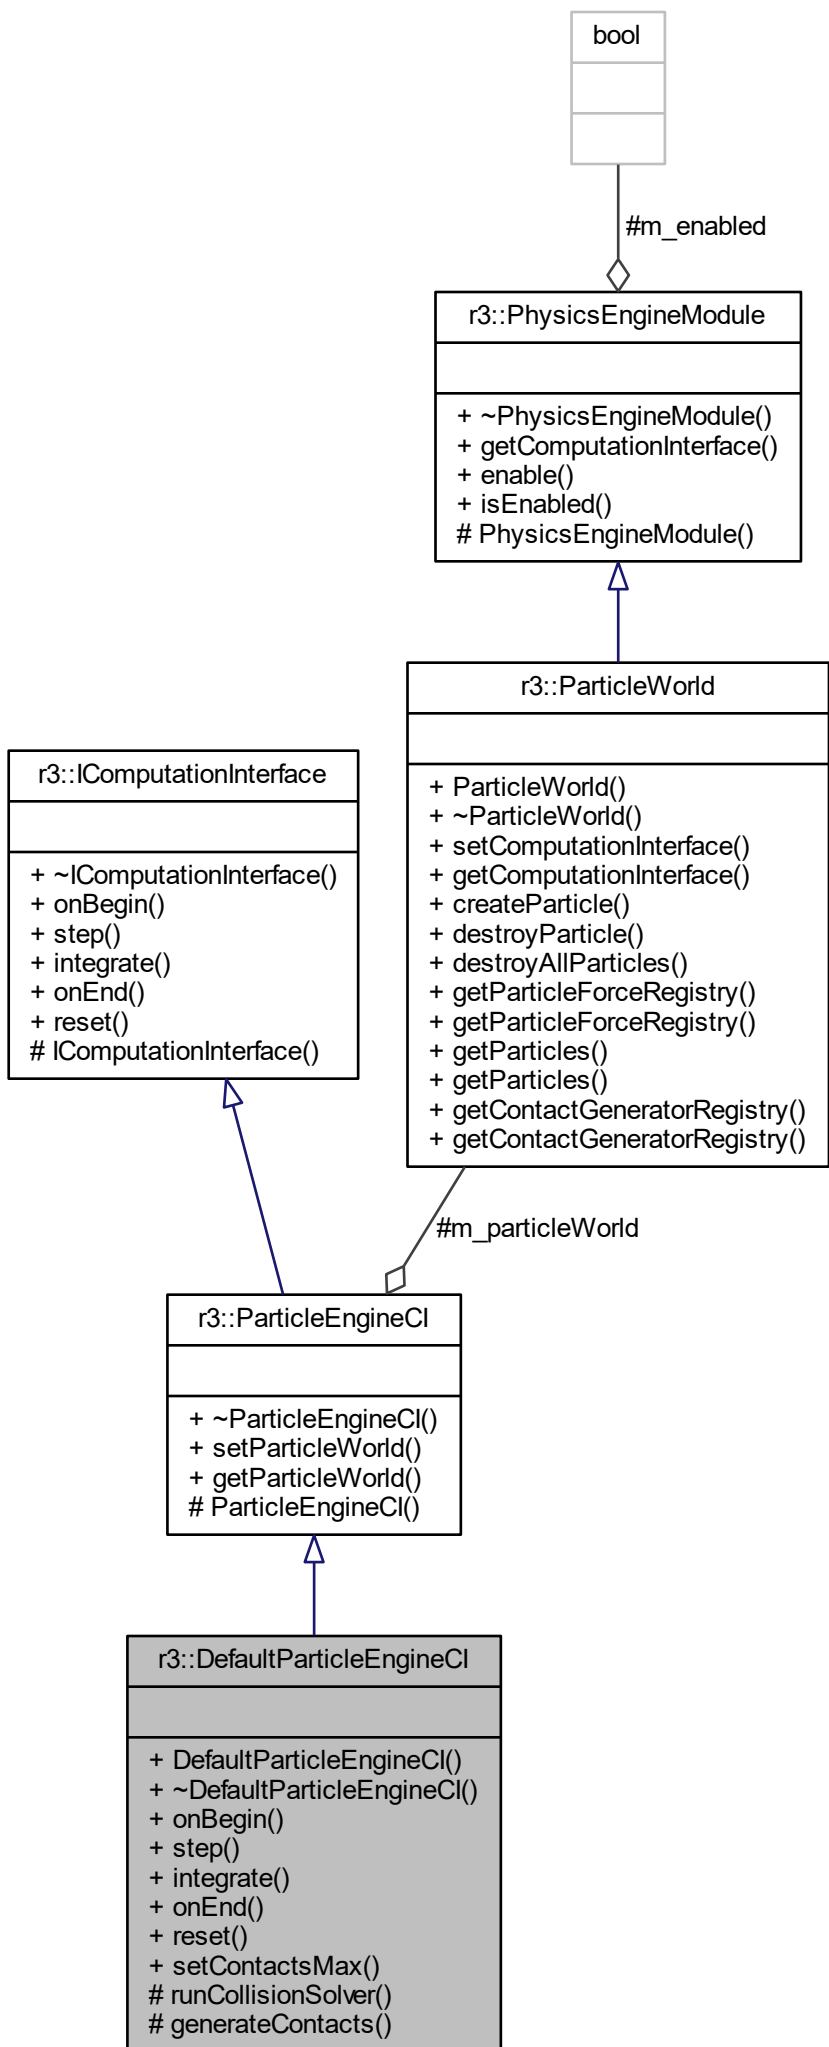 bool
#m_enabled
r3::PhysicsEngineModule
+ ~PhysicsEngineModule()
+ getComputationInterface()
+ enable()
+ isEnabled()
# PhysicsEngineModule()
r3::ParticleWorld
+ ParticleWorld()
+ ~ParticleWorld()
+ setComputationInterface()
+ getComputationInterface()
+ createParticle()
+ destroyParticle()
+ destroyAllParticles()
+ getParticleForceRegistry()
+ getParticleForceRegistry()
+ getParticles()
+ getParticles()
+ getContactGeneratorRegistry()
+ getContactGeneratorRegistry()
r3::IComputationInterface
+ ~IComputationInterface()
+ onBegin()
+ step()
+ integrate()
+ onEnd()
+ reset()
# IComputationInterface()
#m_particleWorld
r3::ParticleEngineCI
+ ~ParticleEngineCI()
+ setParticleWorld()
+ getParticleWorld()
# ParticleEngineCI()
r3::DefaultParticleEngineCI
+ DefaultParticleEngineCI()
+ ~DefaultParticleEngineCI()
+ onBegin()
+ step()
+ integrate()
+ onEnd()
+ reset()
+ setContactsMax()
# runCollisionSolver()
# generateContacts()